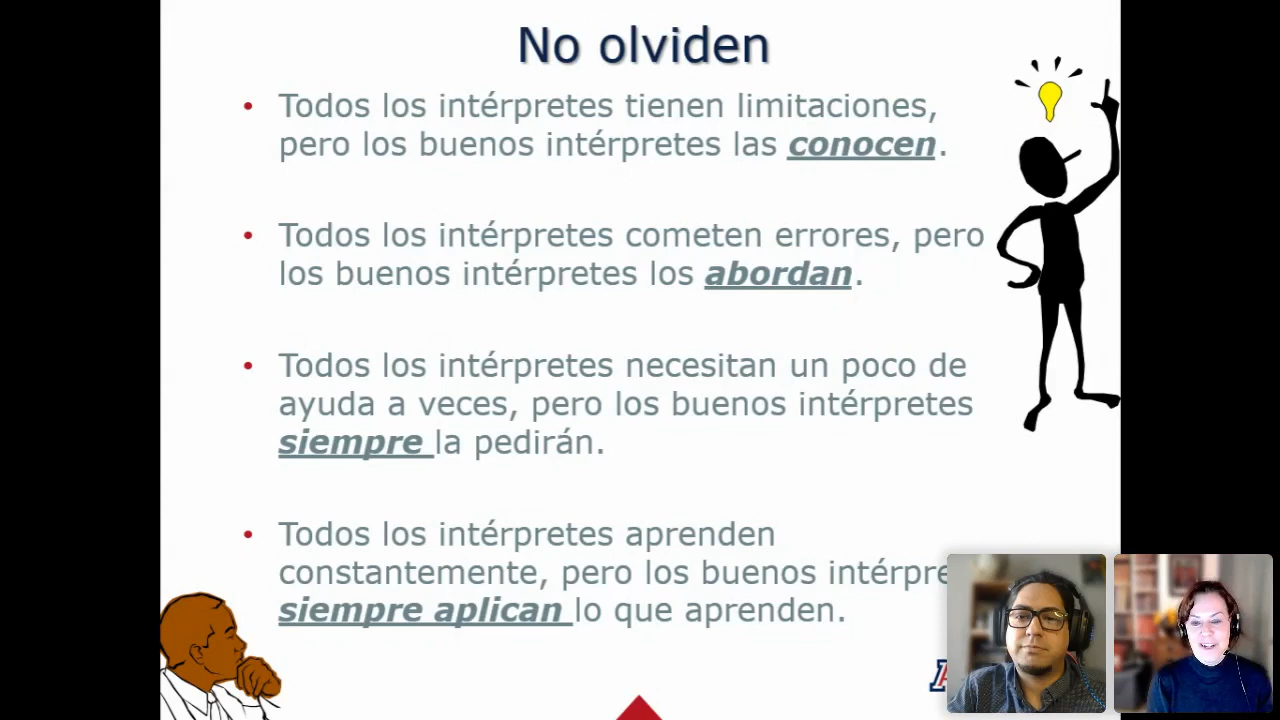 No olviden
• Todos los intérpretes tienen limitaciones,
pero los buenos intérpretes las conocen.
• Todos los intérpretes cometen errores, pero
los buenos intérpretes los abordan.
• Todos los intérpretes necesitan un poco de
ayuda a veces, pero los buenos intérpretes
siempre la pedirán.
• Todos los intérpretes aprenden
constantemente, pero los buenos
siempre aplican lo que aprenden.